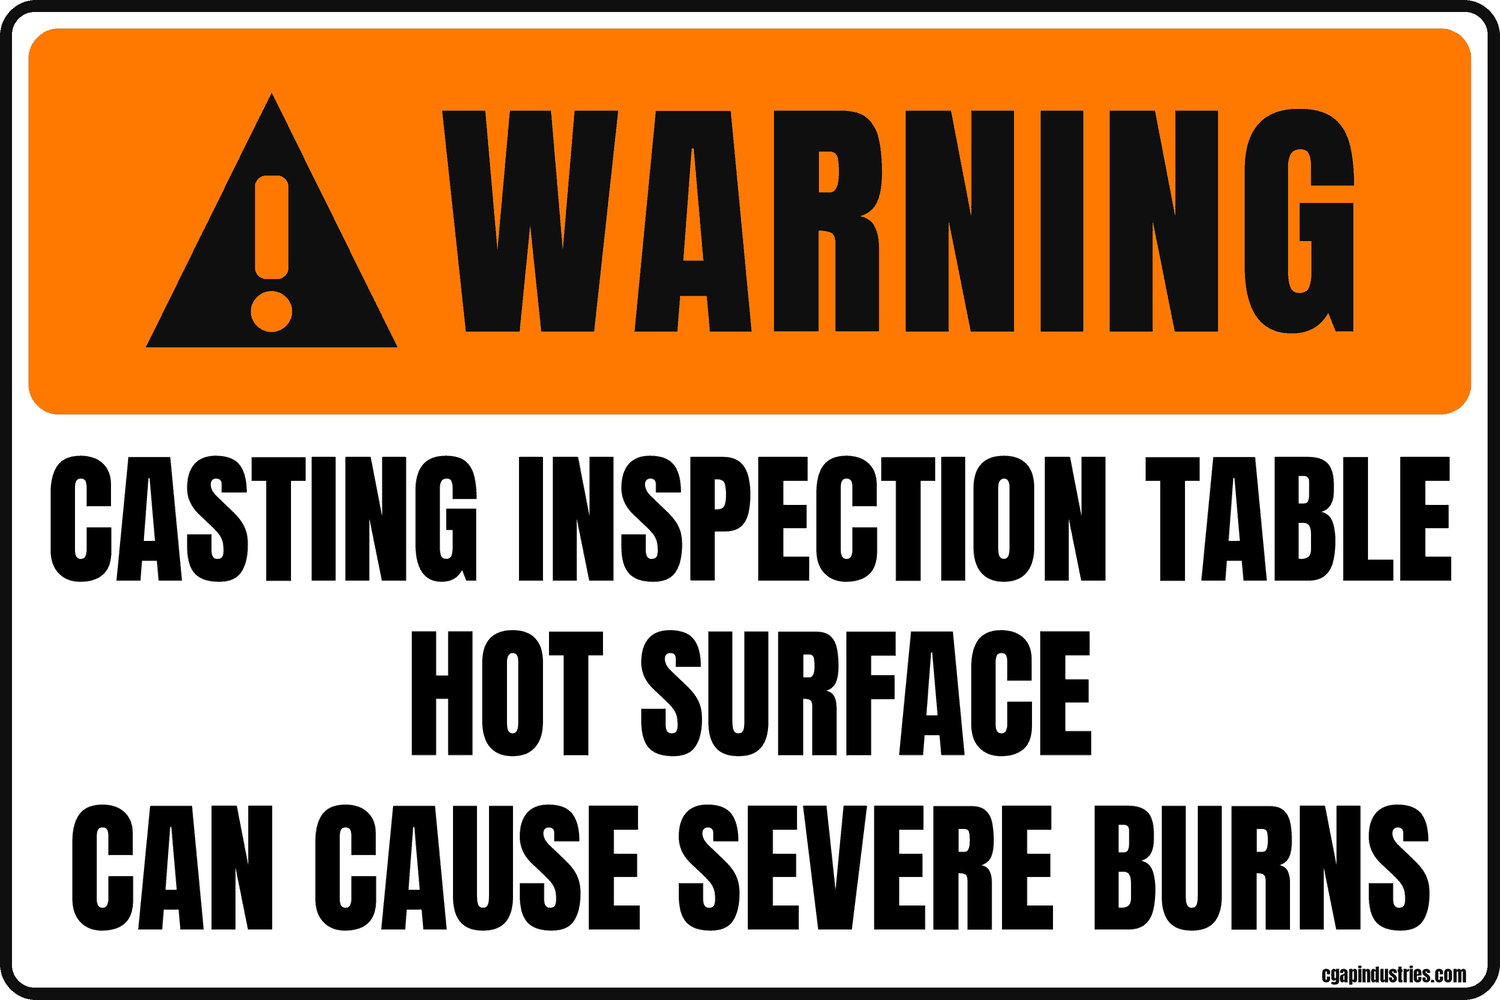 WARNING
CASTING INSPECTION TABLE
HOT SURFACE
CAN CAUSE SEVERE BURNS
cgapindustries.com